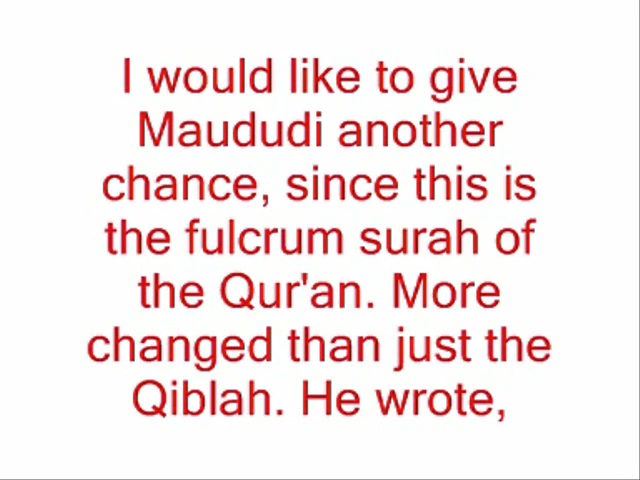 I would like to give
Maududi another
chance, since this is
the fulcrum surah of
the Qur'an. More
changed than just the
Qiblah. He wrote,